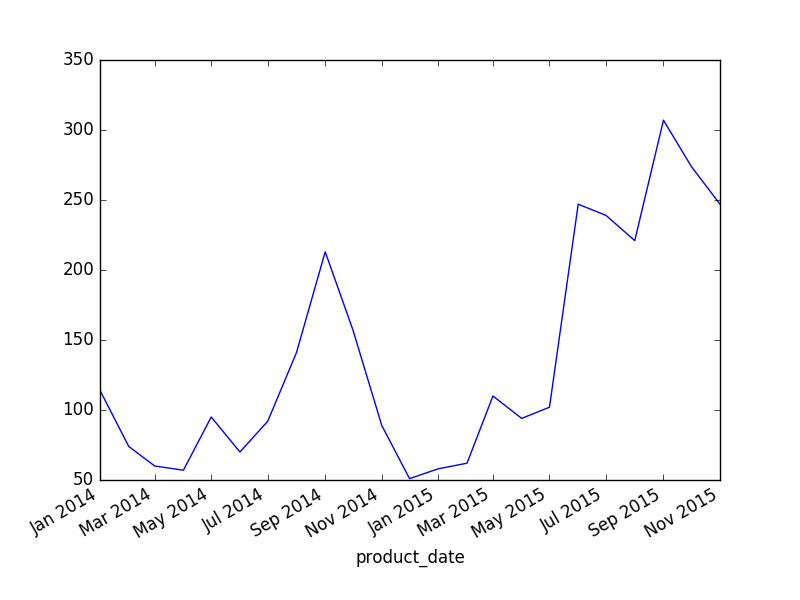 350
300
250
200
150
100
50
Jan 2014
Mar 2014
May 2014
Jul 2014
Sep 2014
Nov 2014
Jan 2015
Mar 2015
May 2015
Jul 2015
Sep 2015
Nov 2015
product_date